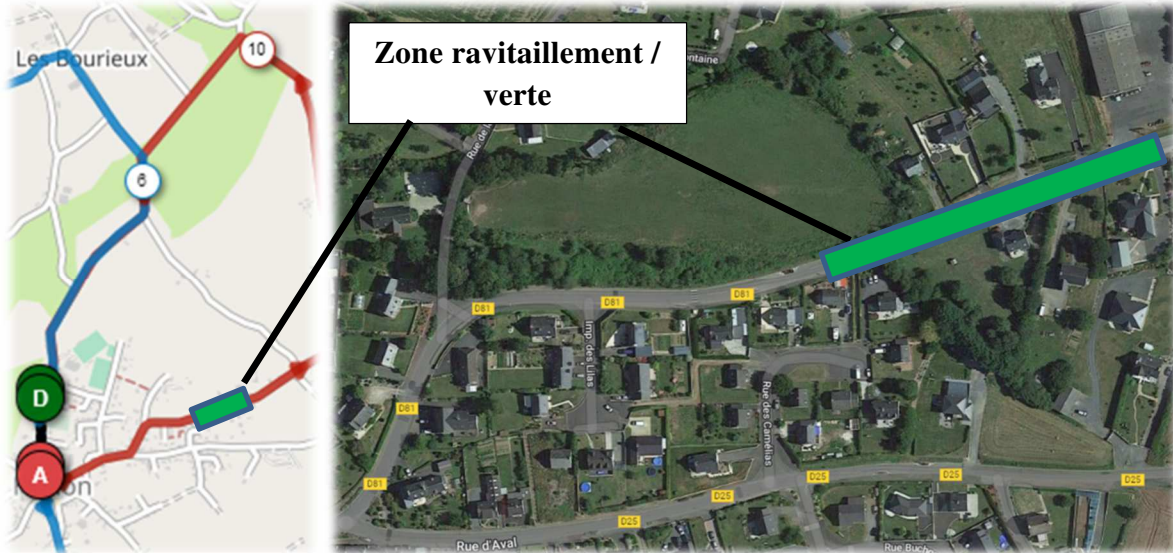 Les Bourieux
10
6
D
A
Zone ravitaillement /
verte
D81
D81
D81
Imp. des Lilas
D81
Rue des Camélias
D81
D25
D25
D25
D25
Rue d'Aval